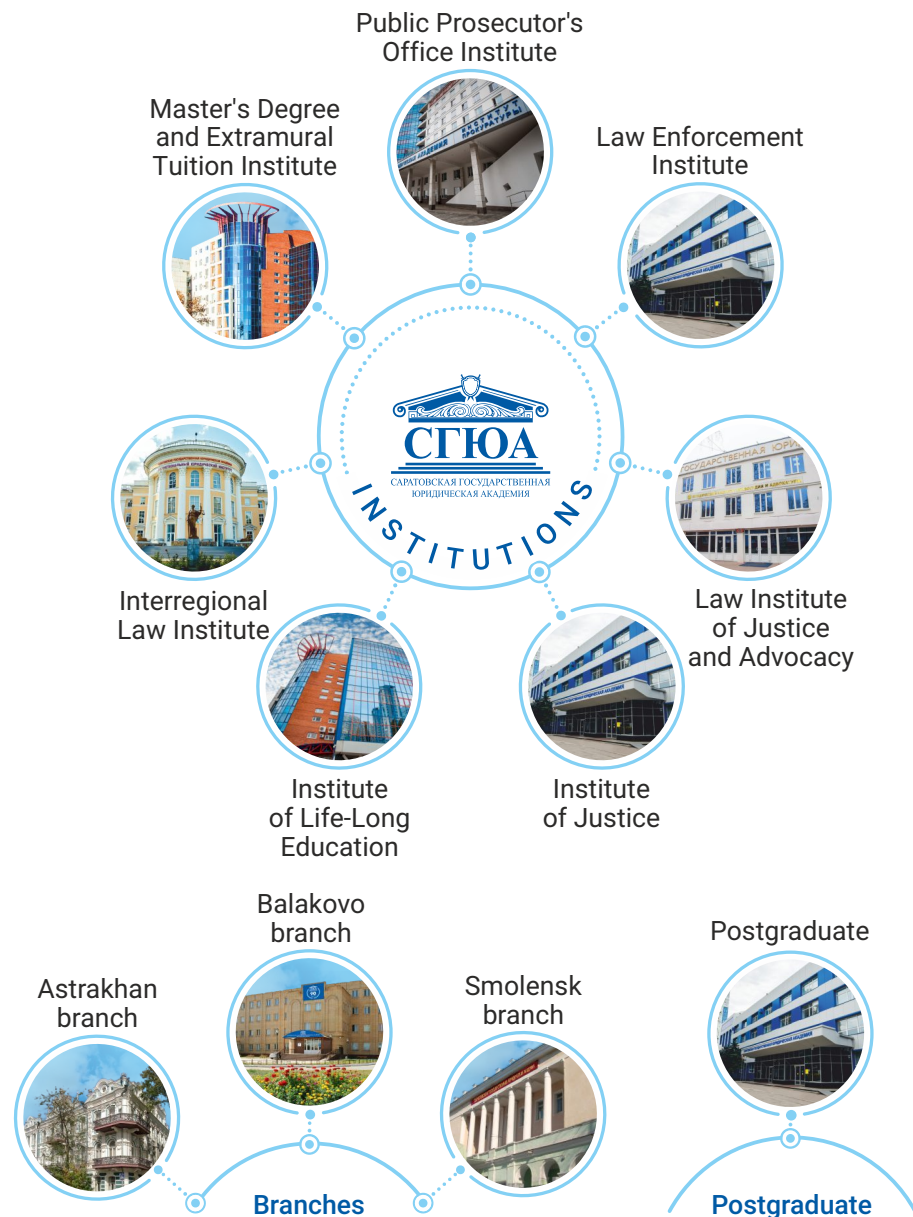 Public Prosecutor's
Office Institute
Master's Degree
and Extramural
Tuition Institute
Law Enforcement
Institute
ИНСТИТУТ
ПРОКУРАТУРЫ
СГЮА
САРАТОВСКАЯ ГОСУДАРСТВЕННАЯ
ЮРИДИЧЕСКАЯ АКАДЕМИЯ
INSTITUTIONS
Interregional
Law Institute
Law Institute
of Justice
and Advocacy
Institute
of Life-Long
Education
Institute
of Justice
Balakovo
branch
Astrakhan
branch
Smolensk
branch
Postgraduate
Branches
Postgraduate